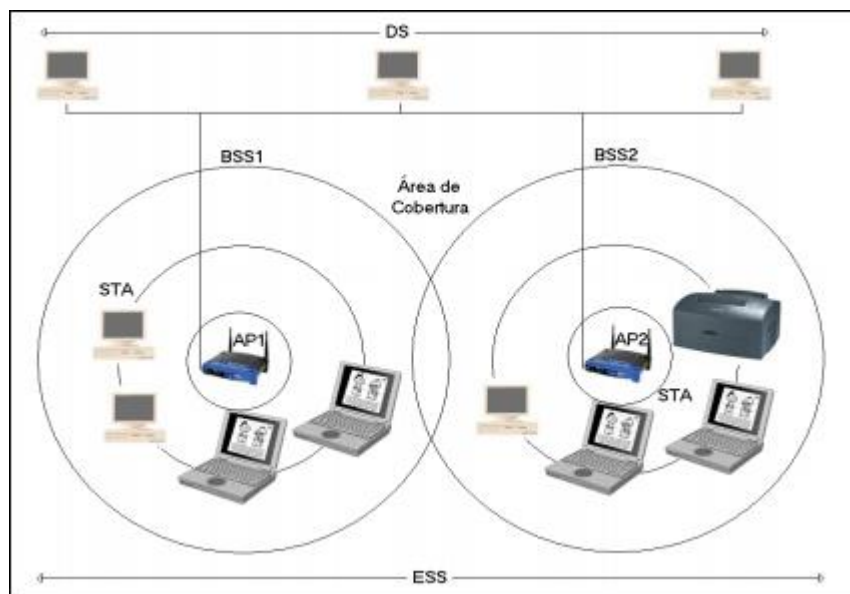 DS
BSS1
BSS2
Área de
Cobertura
STA
AP1
AP2
STA
ESS